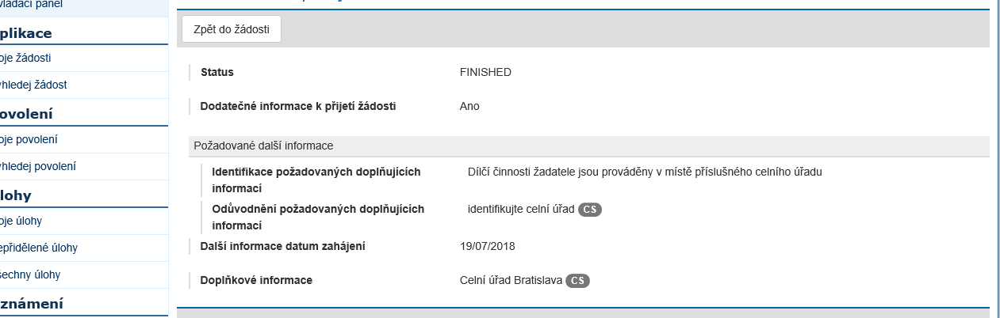 vládací panel
plikace
oje žádosti
yhledej žádost
ovolení
oje povolení
yhledej povolení
lohy
oje úlohy
epřidělené úlohy
šechny úlohy
známení
Zpět do žádosti
Status FINISHED
Dodatečné informace k přijetí žádosti Ano
Požadované další informace
Identifikace požadovaných doplňujících informací Dílčí činnosti žadatele jsou prováděny v místě příslušného celního úřadu
Odůvodnění požadovaných doplňujících informací identifikujte celní úřad CS
Další informace datum zahájení 19/07/2018
Doplňkové informace Celní úřad Bratislava CS